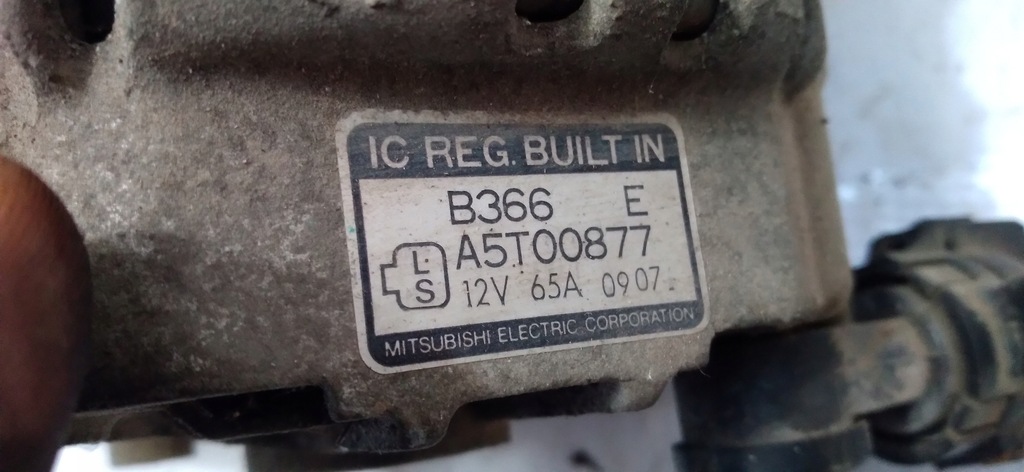 IC REG. BUILT IN
B366 E
A5T00877
L
S
12V 65A 0907
MITSUBISHI ELECTRIC CORPORATION